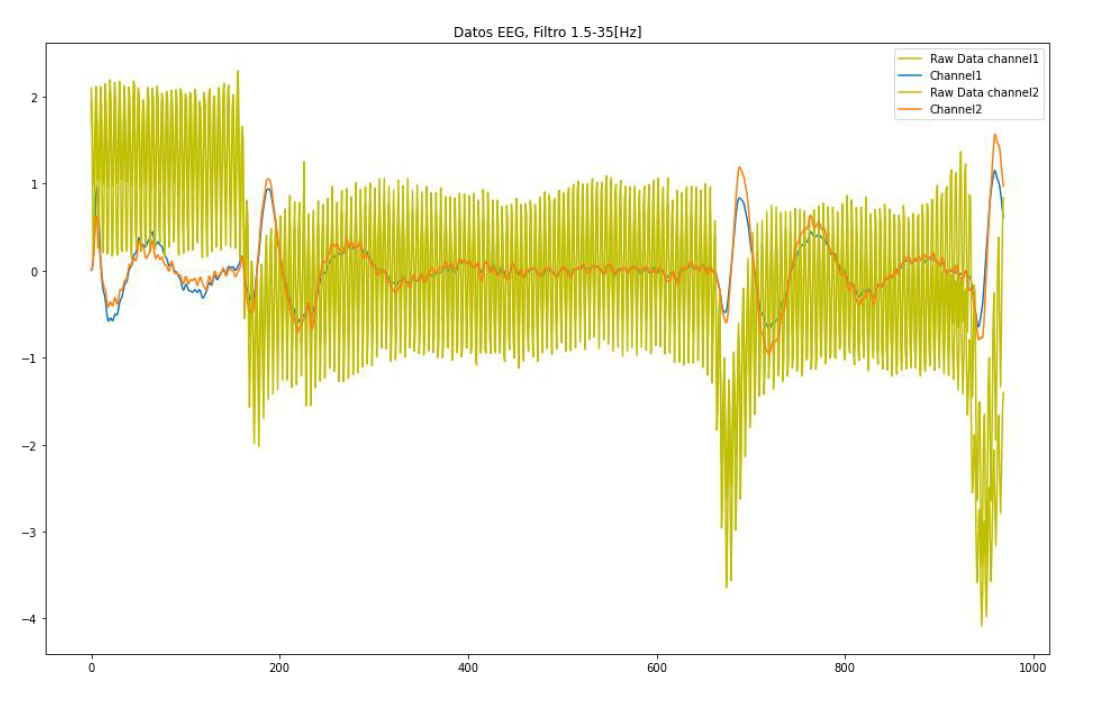 Datos EEG, Filtro 1.5-35[Hz]
Raw Data channel1
Channel1
Raw Data channel2
Channel2
2
1
0
−1
−2
−3
−4
0 200 400 600 800 1000